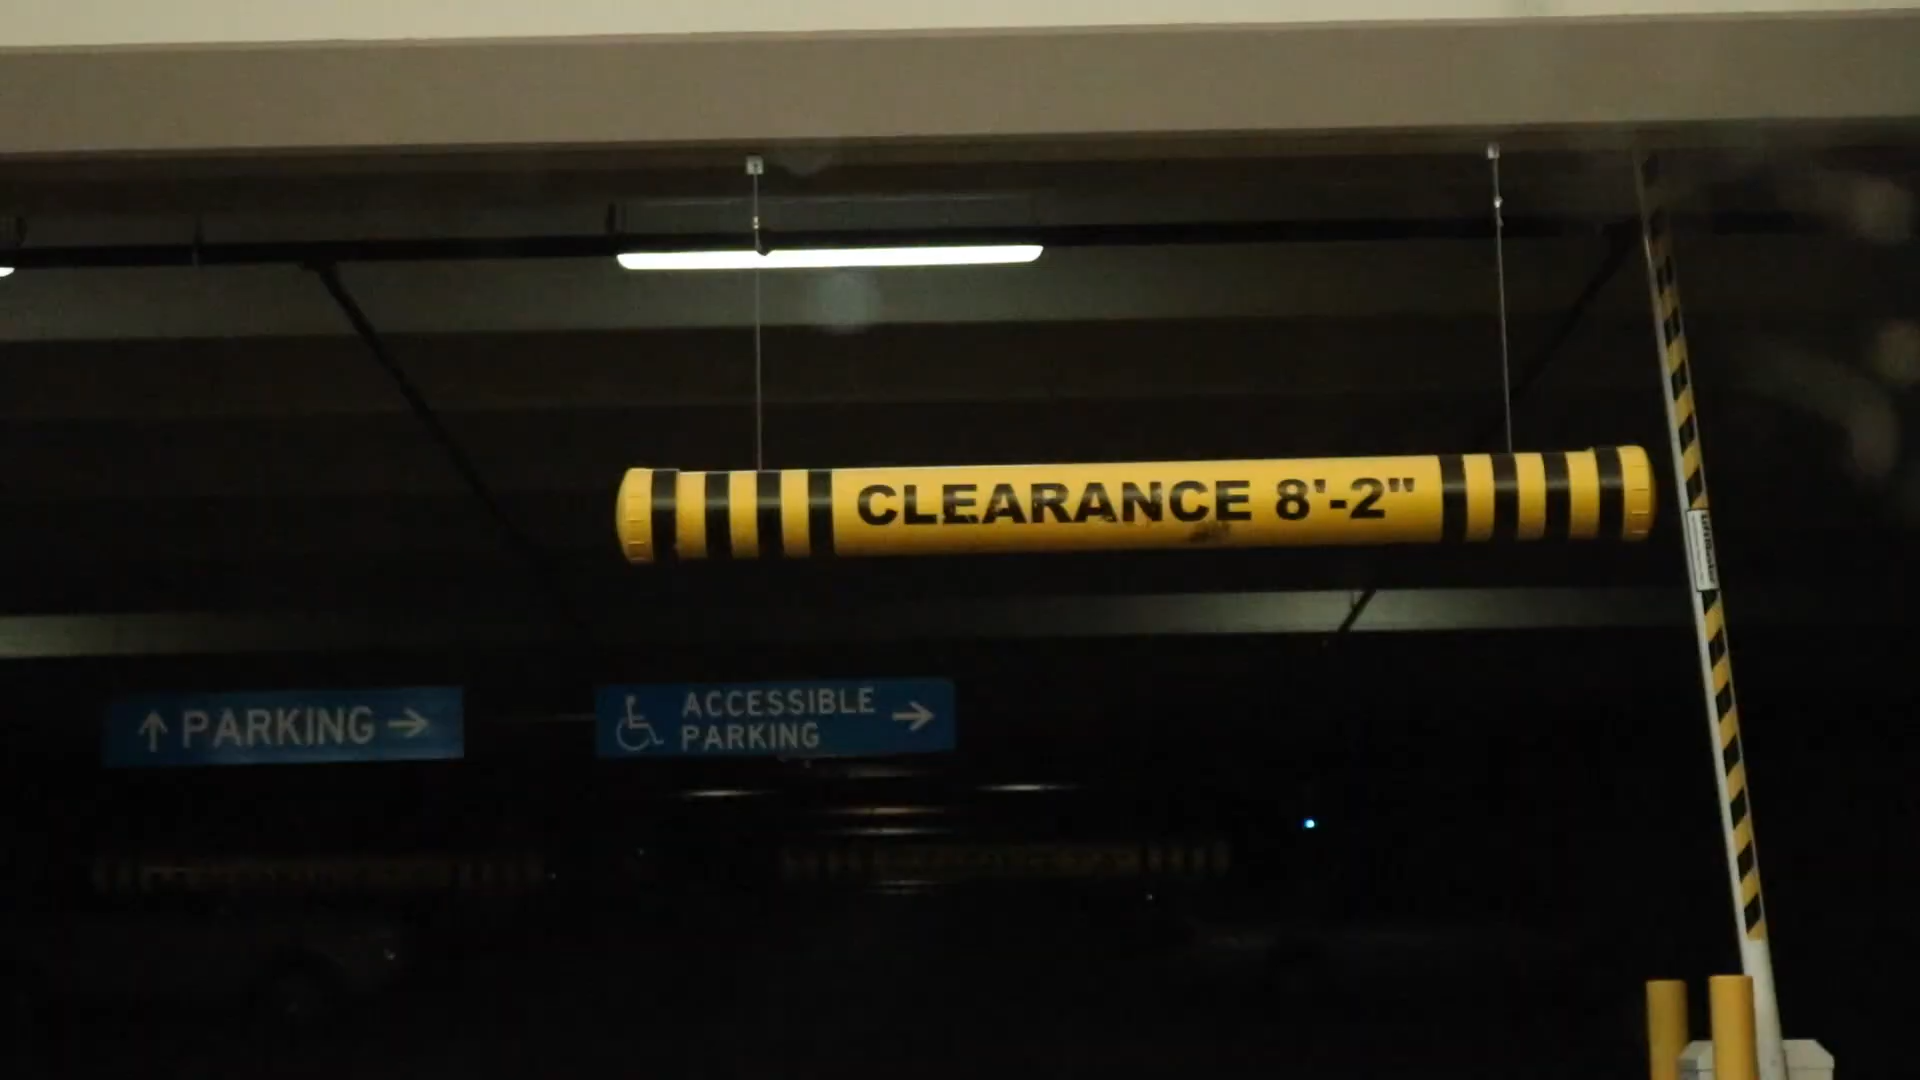 CLEARANCE 8'-2"
↑ PARKING →
ACCESSIBLE
PARKING →